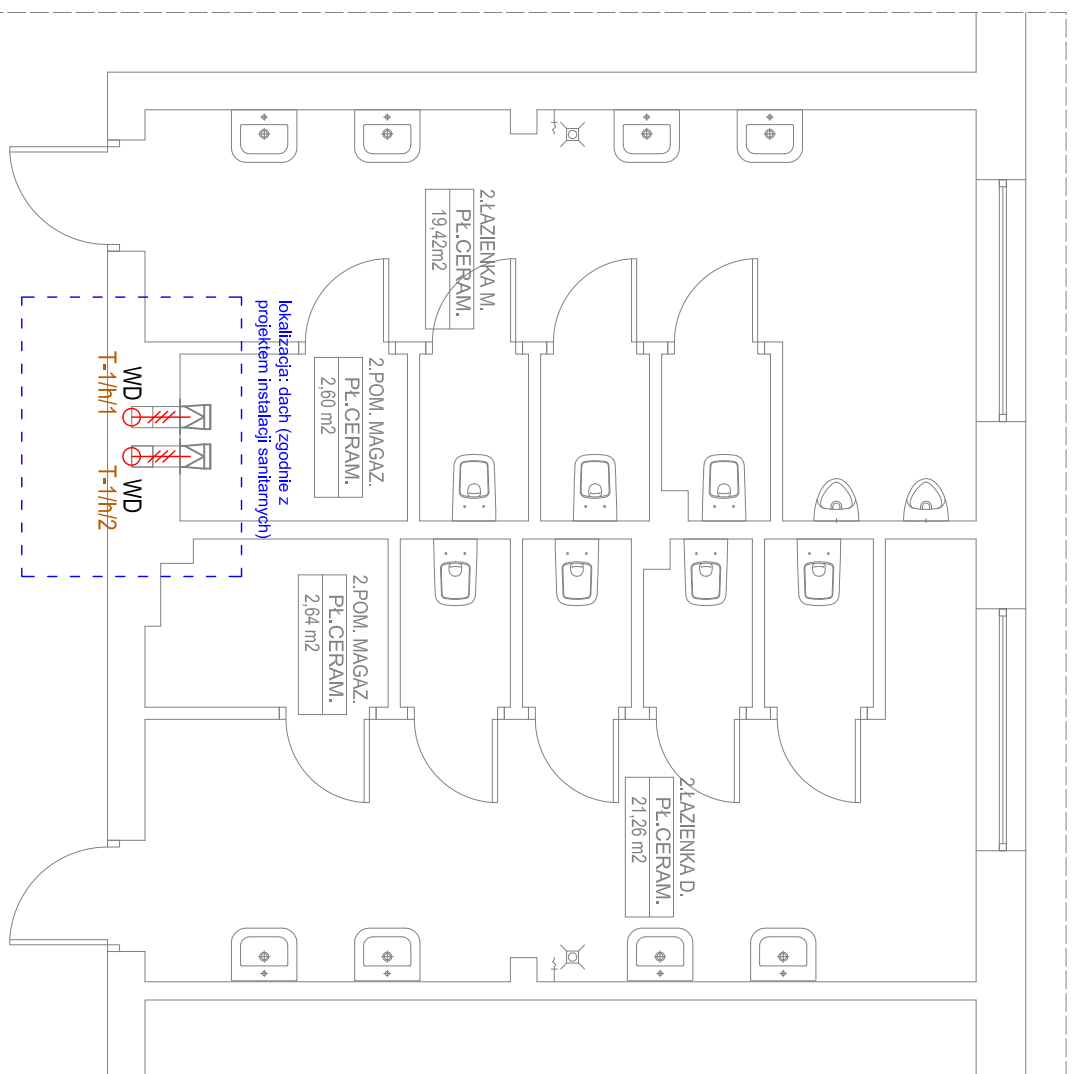 2.ŁAZIENKA M.
PŁ.CERAM.
19,42m2
2.POM. MAGAZ.
PŁ.CERAM.
2,60 m2
lokalizacja: dach (zgodnie z
projektem instalacji sanitarnych)
WD
T-1/h/1
WD
T-1/h/2
2.POM. MAGAZ.
PŁ.CERAM.
2,64 m2
2.ŁAZIENKA D.
PŁ.CERAM.
21,26 m2